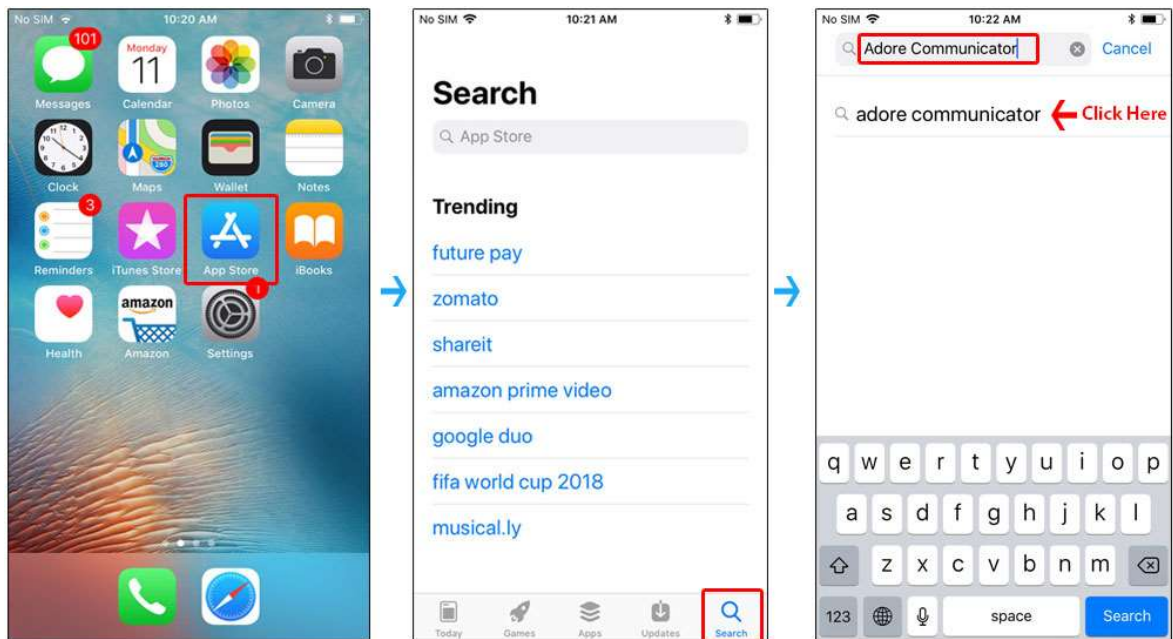 No SIM 10:20 AM
101
Monday
11
Messages Calendar Photos Camera
12
280
Clock Maps Wallet Notes
3
Reminders iTunes Store App Store iBooks
amazon
1
Health Amazon Settings
No SIM 10:21 AM
Search
App Store
Trending
future pay
zomato
shareit
amazon prime video
google duo
fifa world cup 2018
musical.ly
Today Games Apps Updates Search
No SIM 10:22 AM
Adore Communicator Cancel
adore communicator Click Here
q w e r t y u i o p
a s d f g h j k l
z x c v b n m
123 space Search